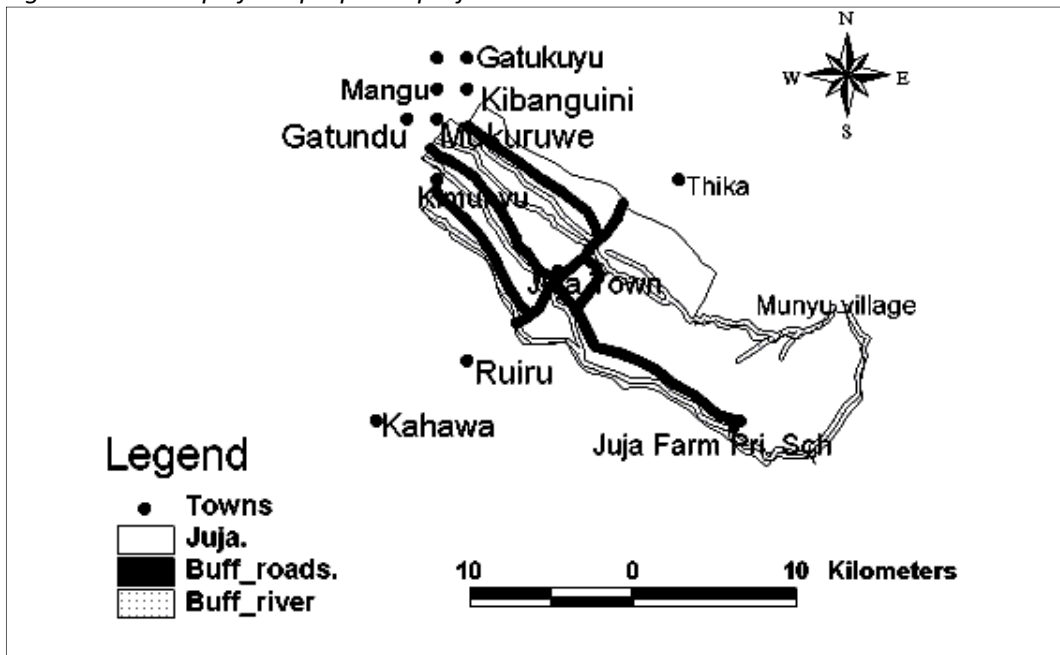 N
Gatukuyu
W
E
Mangu
Kibanguini
S
Gatundu
Mukuruwe
Thika
Town
Munyu village
Ruiru
Kahawa
Juja Farm Pri. Sch
Legend
Towns
Juja.
Buff_roads.
Buff_river
10 0 10 Kilometers